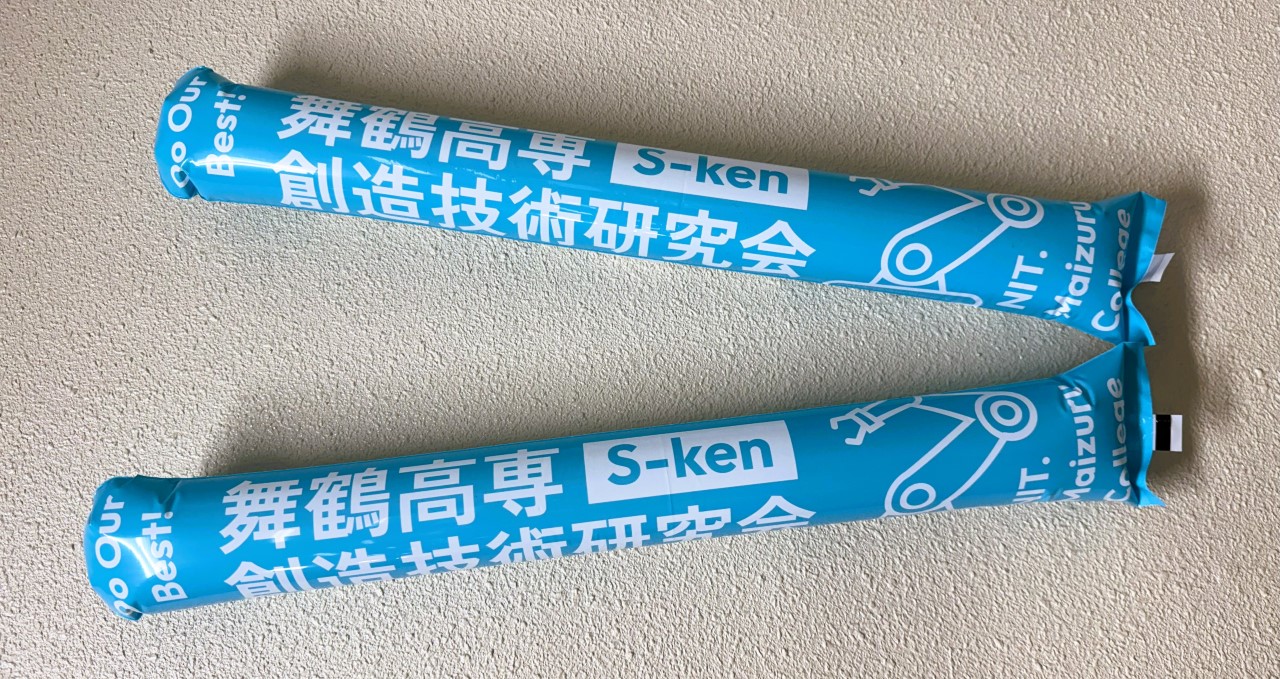 Do Our
Best!
舞鶴高専
S-ken
創造技術研究会
NIT.
Maizuru
College
Do Our
Best!
舞鶴高専
S-ken
創造技術研究会
NIT.
Maizuru
College